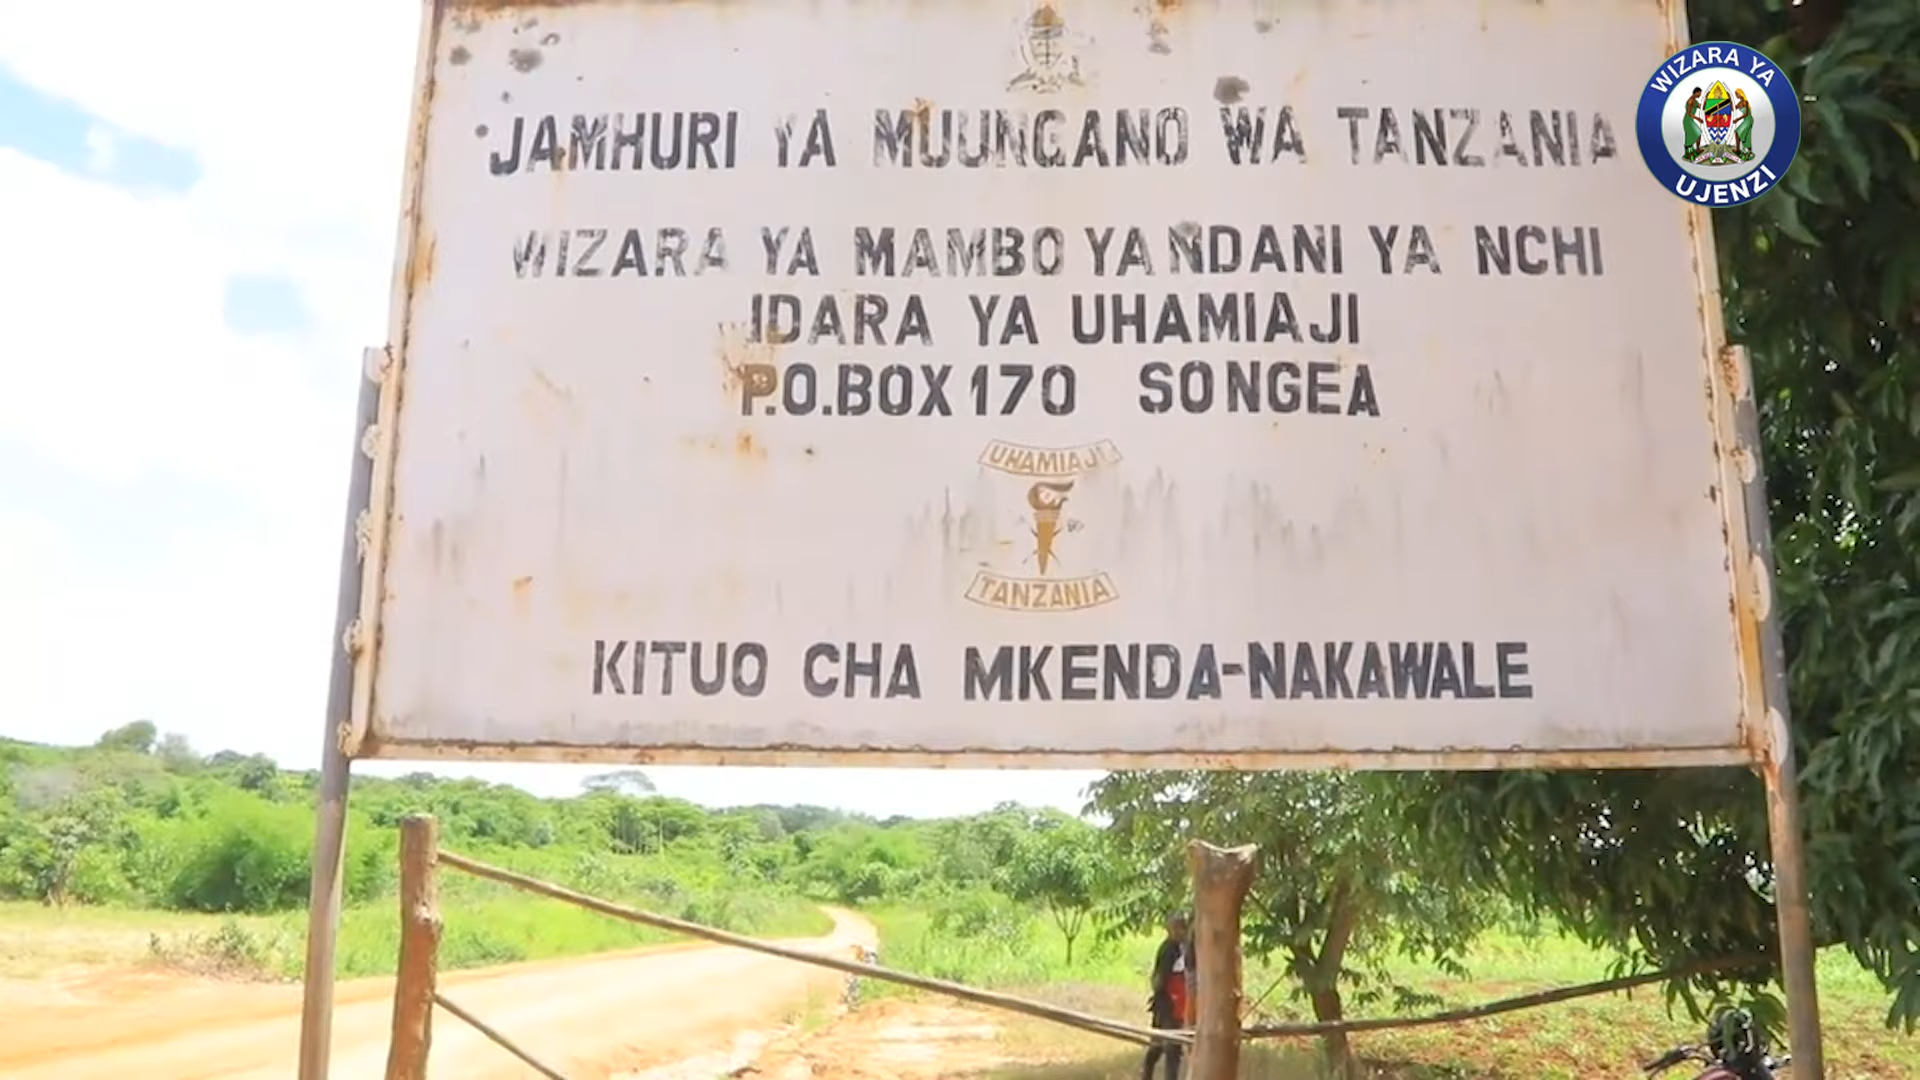 JAMHURI YA MUUNGANO WA TANZANIA
WIZARA YA MAMBO YA NDANI YA NCHI
IDARA YA UHAMIAJI
P.O.BOX 170 SONGEA
UHAMIAJI
TANZANIA
KITUO CHA MKENDA-NAKAWALE
WIZARA YA
UJENZI